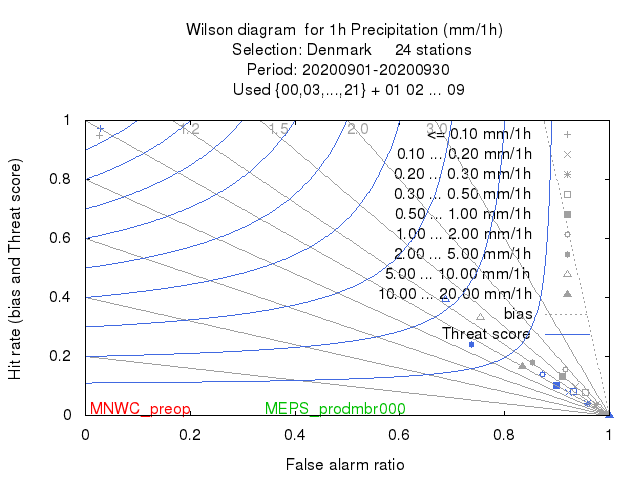 Wilson diagram for 1h Precipitation (mm/1h)
Selection: Denmark 24 stations
Period: 20200901-20200930
Used {00,03,...,21} + 01 02 ... 09
1.2 1.5 2.0 3.0
<= 0.10 mm/1h
0.10 ... 0.20 mm/1h
0.20 ... 0.30 mm/1h
0.30 ... 0.50 mm/1h
0.50 ... 1.00 mm/1h
1.00 ... 2.00 mm/1h
2.00 ... 5.00 mm/1h
5.00 ... 10.00 mm/1h
10.00 ... 20.00 mm/1h
bias
Threat score
Hit rate (bias and Threat score)
1
0.8
0.6
0.4
0.2
0
MNWC_preop MEPS_prodmbr000
0 0.2 0.4 0.6 0.8 1
False alarm ratio